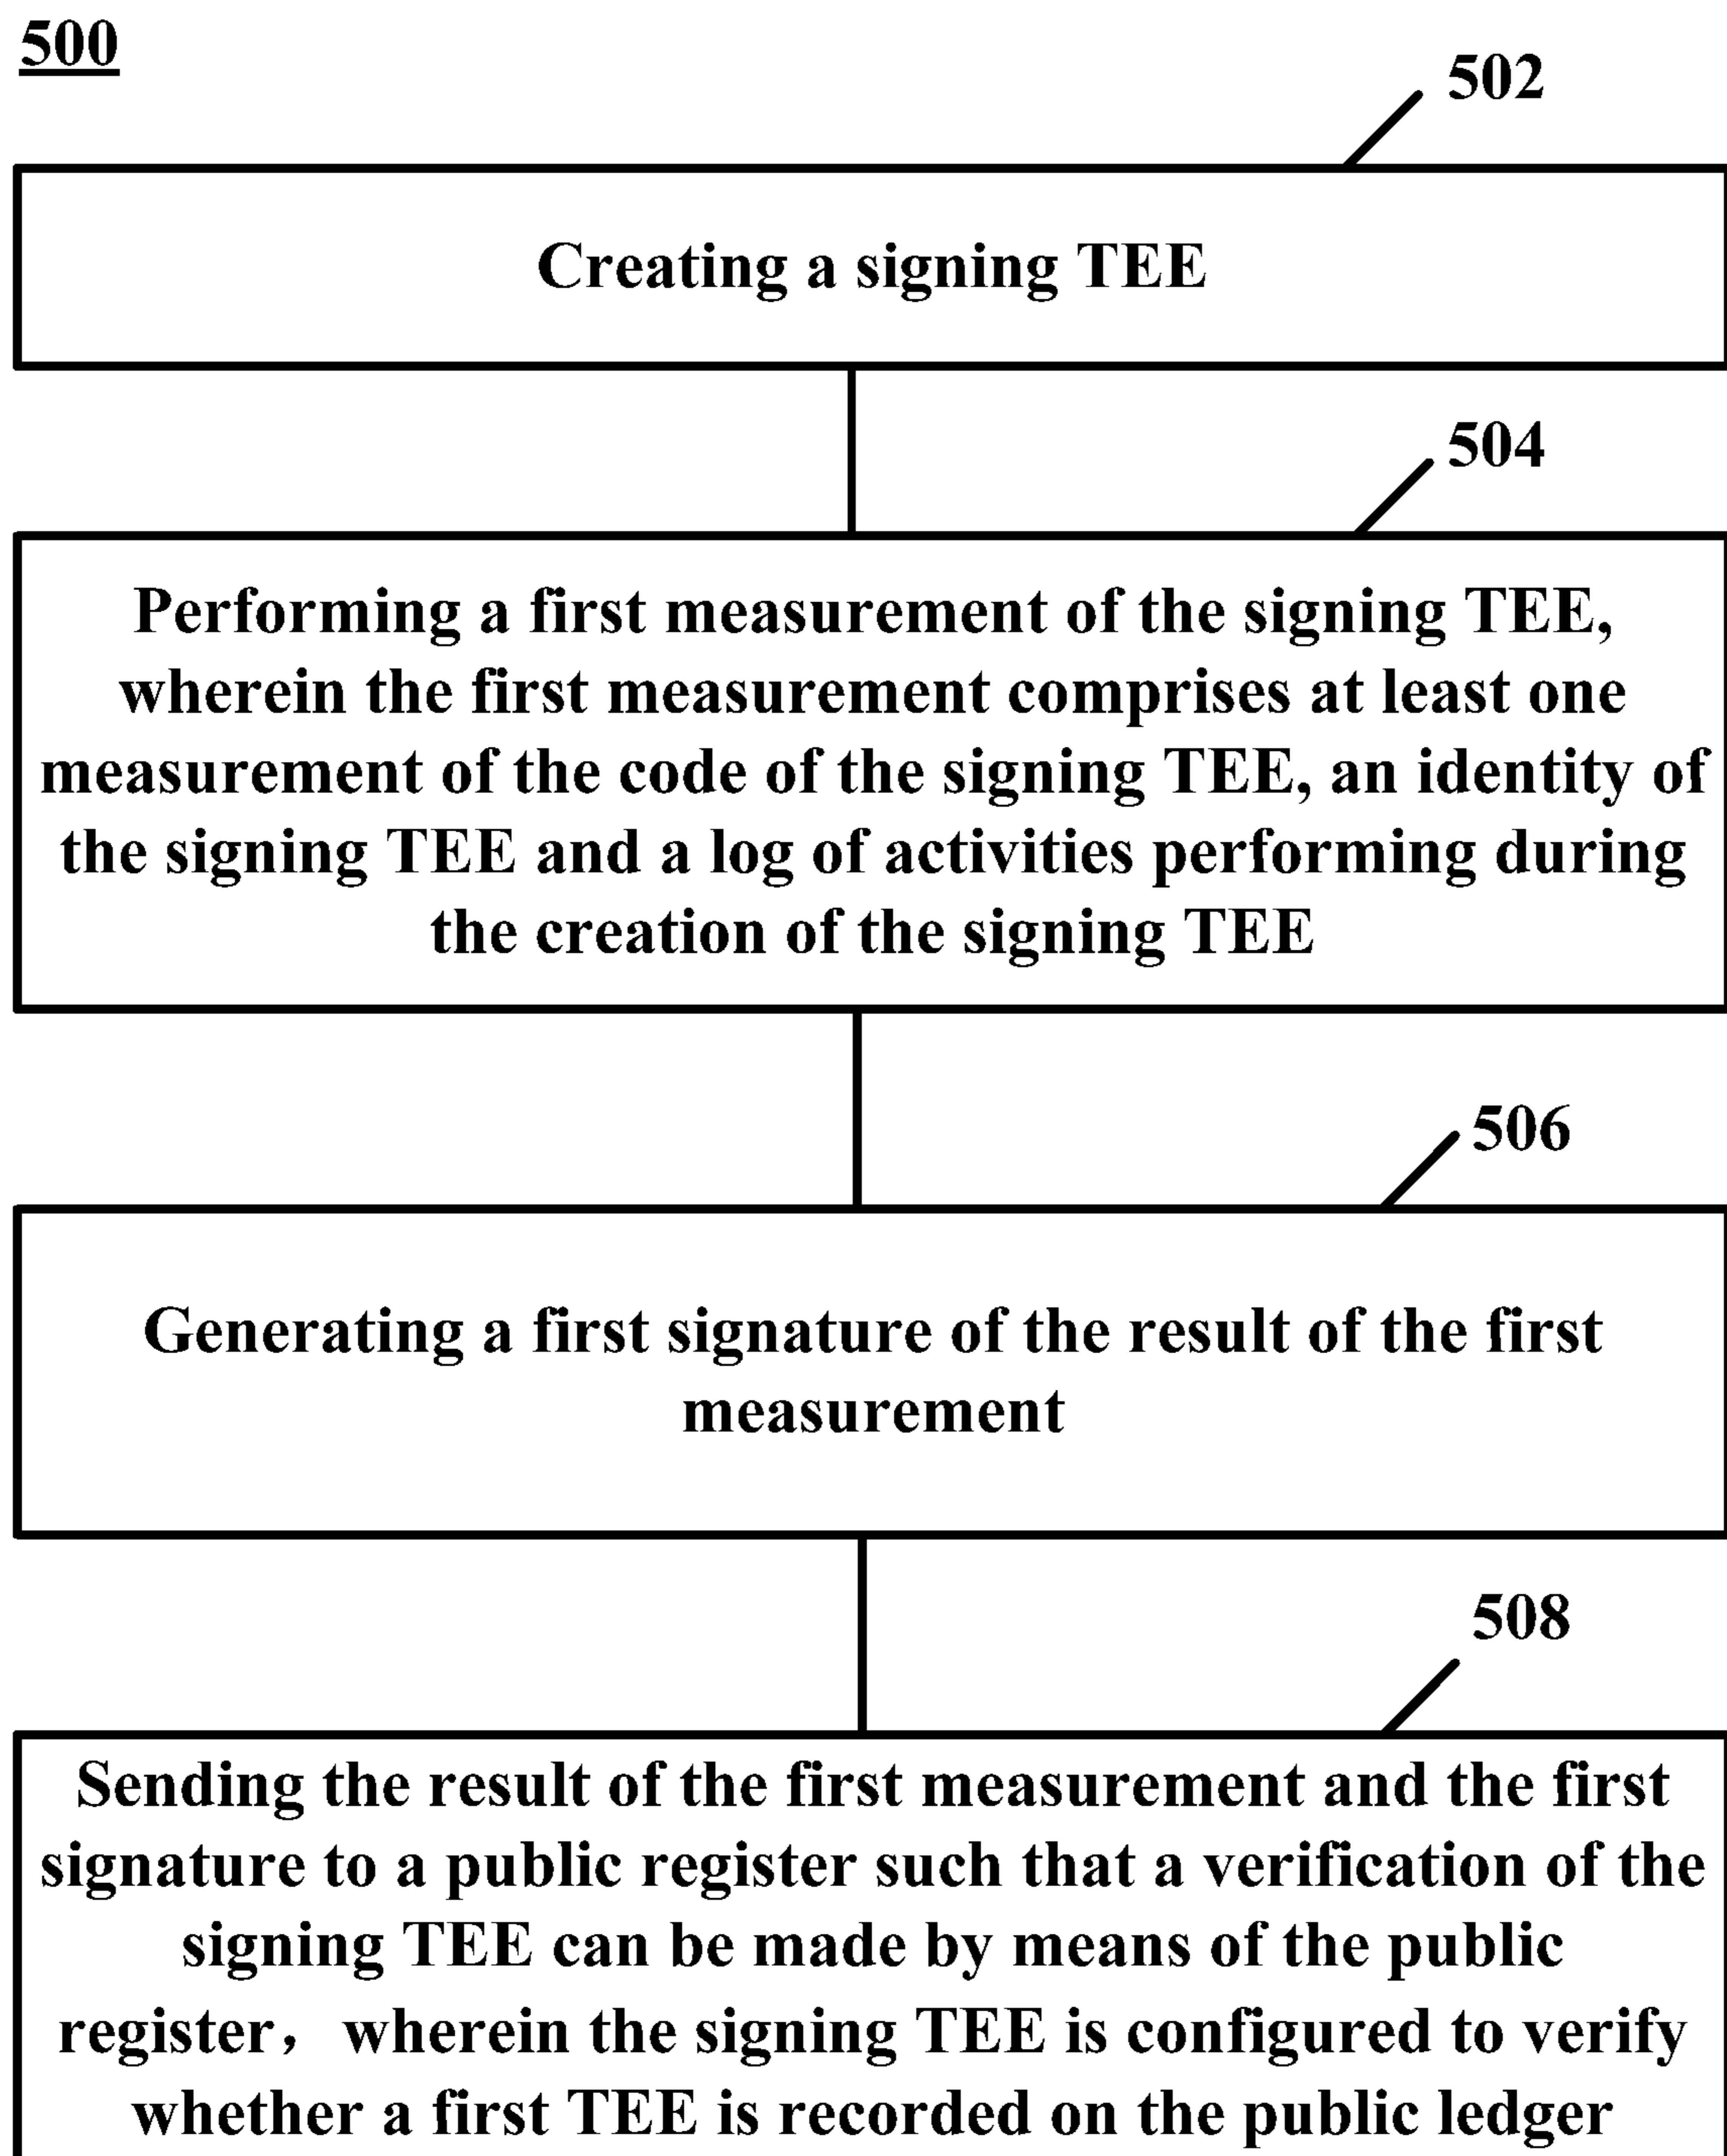 500
502
Creating a signing TEE
504
Performing a first measurement of the signing TEE,
wherein the first measurement comprises at least one
measurement of the code of the signing TEE, an identity of
the signing TEE and a log of activities performing during
the creation of the signing TEE
506
Generating a first signature of the result of the first
measurement
508
Sending the result of the first measurement and the first
signature to a public register such that a verification of the
signing TEE can be made by means of the public
register， wherein the signing TEE is configured to verify
whether a first TEE is recorded on the public ledger